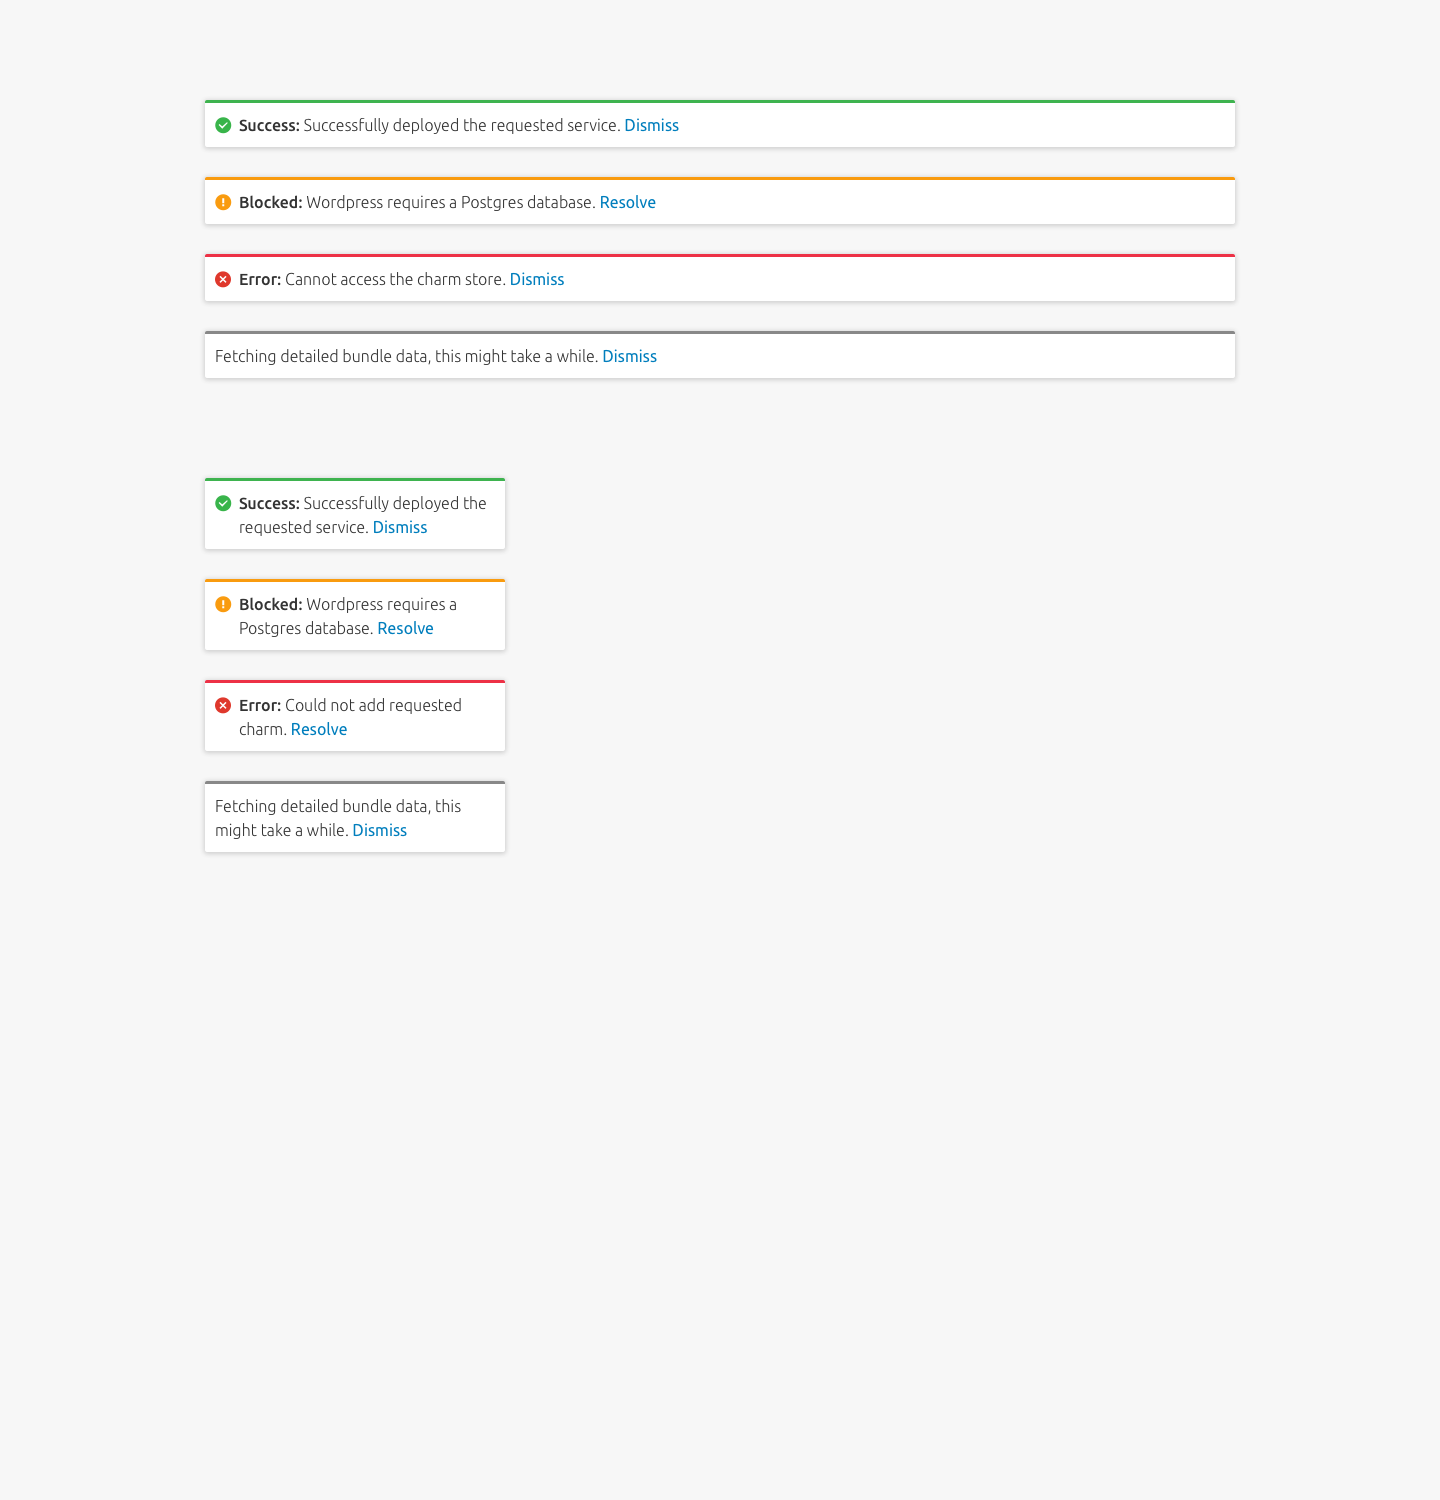 Success: Successfully deployed the requested service. Dismiss
Blocked: Wordpress requires a Postgres database. Resolve
Error: Cannot access the charm store. Dismiss
Fetching detailed bundle data, this might take a while. Dismiss
Success: Successfully deployed the
requested service. Dismiss
Blocked: Wordpress requires a
Postgres database. Resolve
Error: Could not add requested
charm. Resolve
Fetching detailed bundle data, this
might take a while. Dismiss